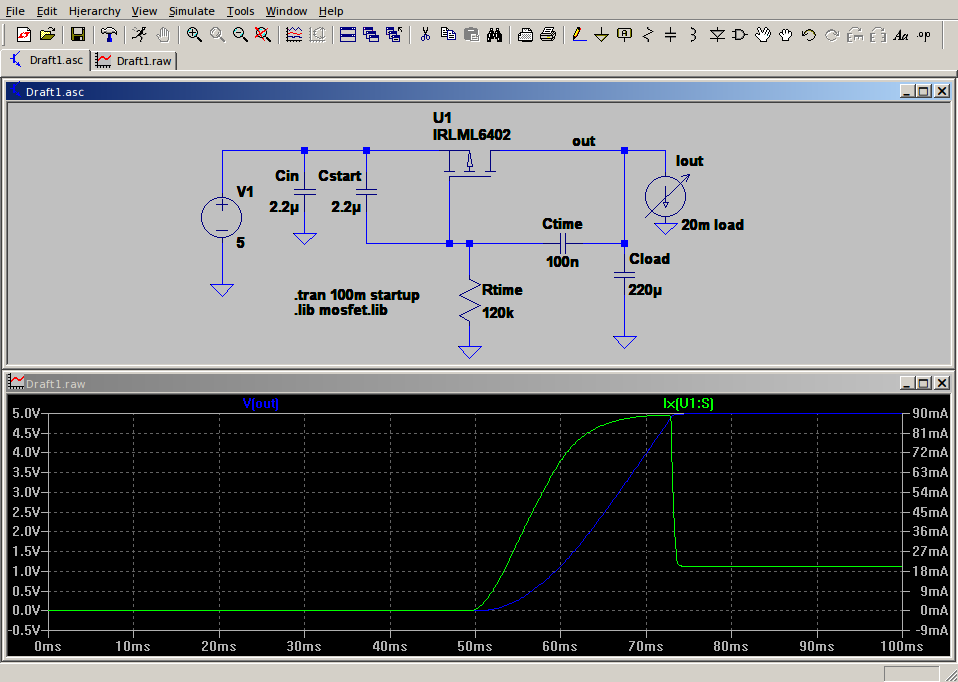 File Edit Hierarchy View Simulate Tools Window Help
Aa .op
Draft1.asc Draft1.raw
Draft1.asc
U1
IRLML6402
out
Iout
Cin Cstart
V1
2.2µ 2.2µ
20m load
Ctime
5
100n
Cload
Rtime
220µ
.tran 100m startup
.lib mosfet.lib
120k
Draft1.raw
V(out) Ix(U1:S)
5.0V 90mA
4.5V 81mA
4.0V 72mA
3.5V 63mA
3.0V 54mA
2.5V 45mA
2.0V 36mA
1.5V 27mA
1.0V 18mA
0.5V 9mA
0.0V 0mA
-0.5V -9mA
0ms 10ms 20ms 30ms 40ms 50ms 60ms 70ms 80ms 90ms 100ms